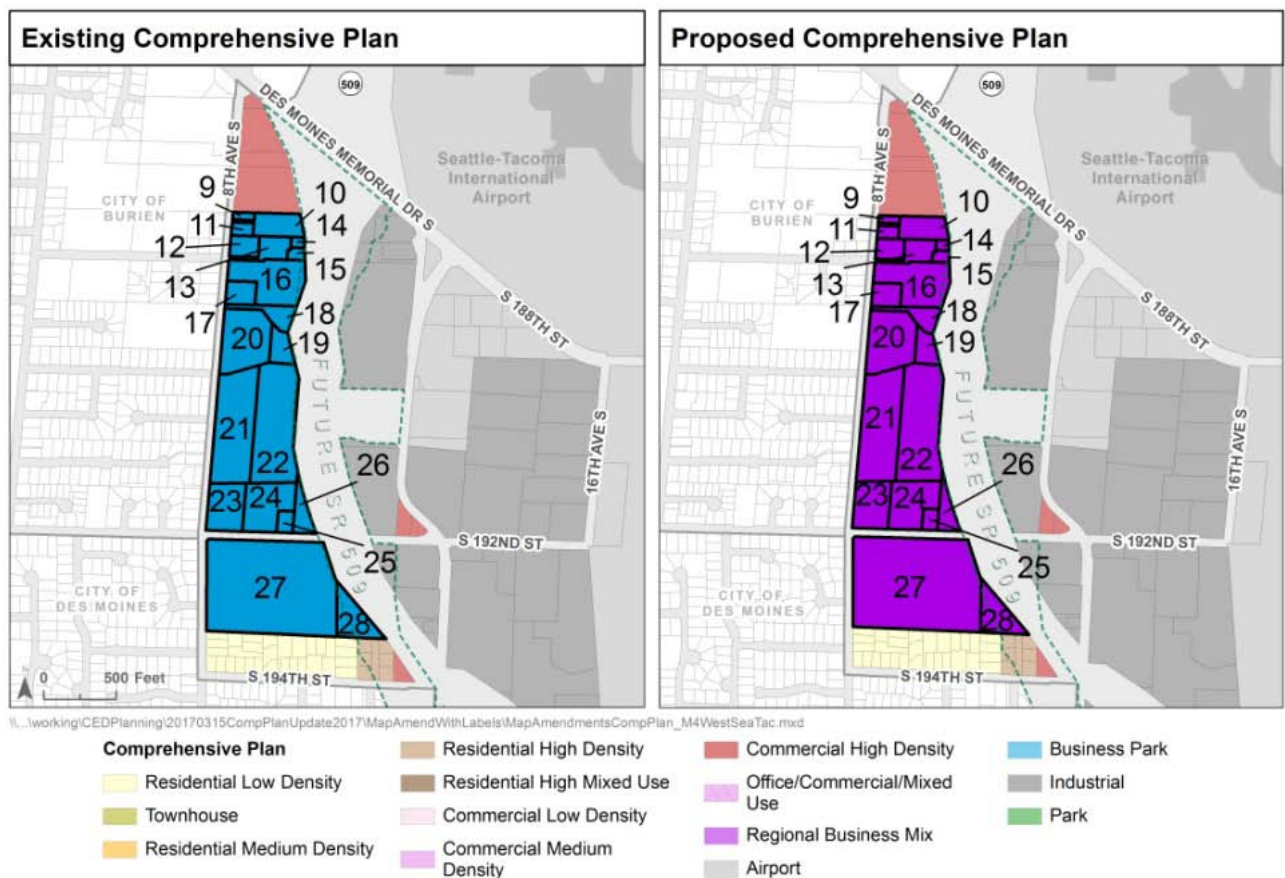 Existing Comprehensive Plan
509
DES MOINES MEMORIAL DR S
8TH AVE S
Seattle-Tacoma
International
Airport
CITY OF
BURIEN
9
10
11
14
12
13
15
16
17
18
20
19
S 188TH ST
FUTURE SR 509
21
22
26
16TH AVE S
23
24
S 192ND ST
25
27
CITY OF
DES MOINES
28
S 194TH ST
0 500 Feet
Proposed Comprehensive Plan
509
DES MOINES MEMORIAL DR S
8TH AVE S
Seattle-Tacoma
International
Airport
CITY OF
BURIEN
9
10
11
14
12
13
15
16
17
18
20
19
S 188TH ST
FUTURE SR 509
21
22
26
16TH AVE S
23
24
S 192ND ST
25
27
CITY OF
DES MOINES
28
S 194TH ST
\\...\working\CEDPlanning\20170315CompPlanUpdate2017\MapAmendWithLabels\MapAmendmentsCompPlan_M4WestSeaTac.mxd
Comprehensive Plan
Residential Low Density
Townhouse
Residential Medium Density
Residential High Density
Residential High Mixed Use
Commercial Low Density
Commercial Medium
Density
Commercial High Density
Office/Commercial/Mixed
Use
Regional Business Mix
Airport
Business Park
Industrial
Park